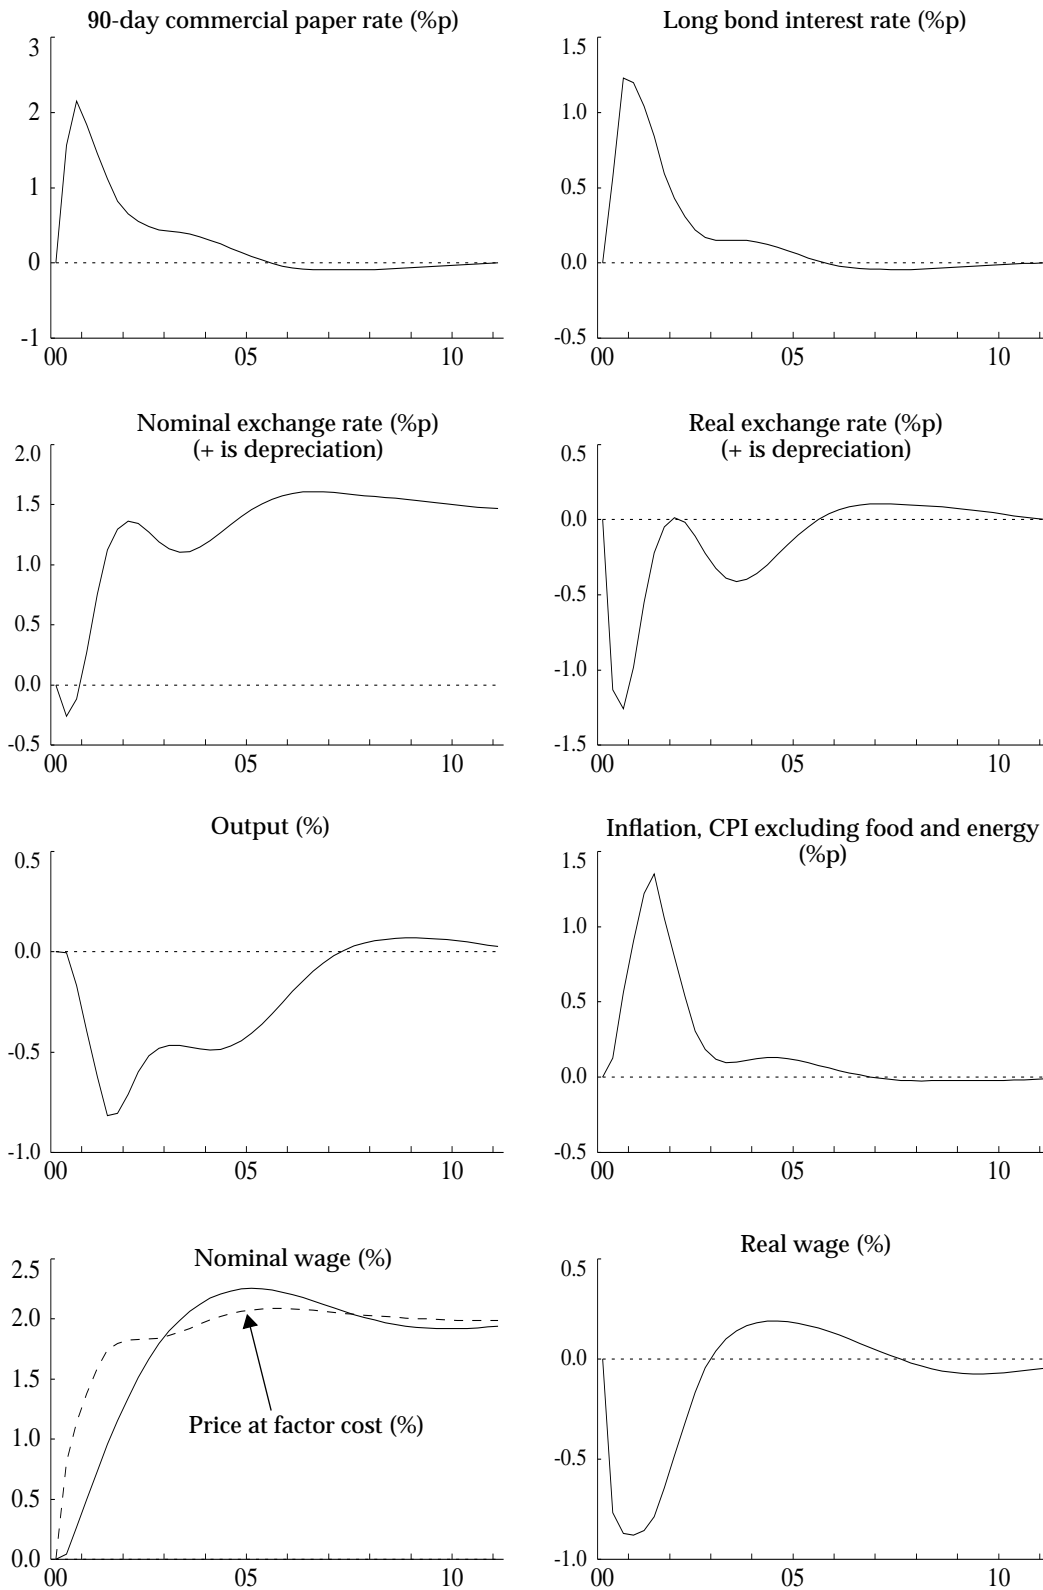 90-day commercial paper rate (%p)
3
2
1
0
-1
00 05 10
Long bond interest rate (%p)
1.5
1.0
0.5
0.0
-0.5
00 05 10
Nominal exchange rate (%p)
(+ is depreciation)
2.0
1.5
1.0
0.5
0.0
-0.5
00 05 10
Real exchange rate (%p)
(+ is depreciation)
0.5
0.0
-0.5
-1.0
-1.5
00 05 10
Output (%)
0.5
0.0
-0.5
-1.0
00 05 10
Inflation, CPI excluding food and energy
(%p)
1.5
1.0
0.5
0.0
-0.5
00 05 10
Nominal wage (%)
2.5
2.0
1.5
1.0
0.5
0.0
Price at factor cost (%)
00 05 10
Real wage (%)
0.5
0.0
-0.5
-1.0
00 05 10